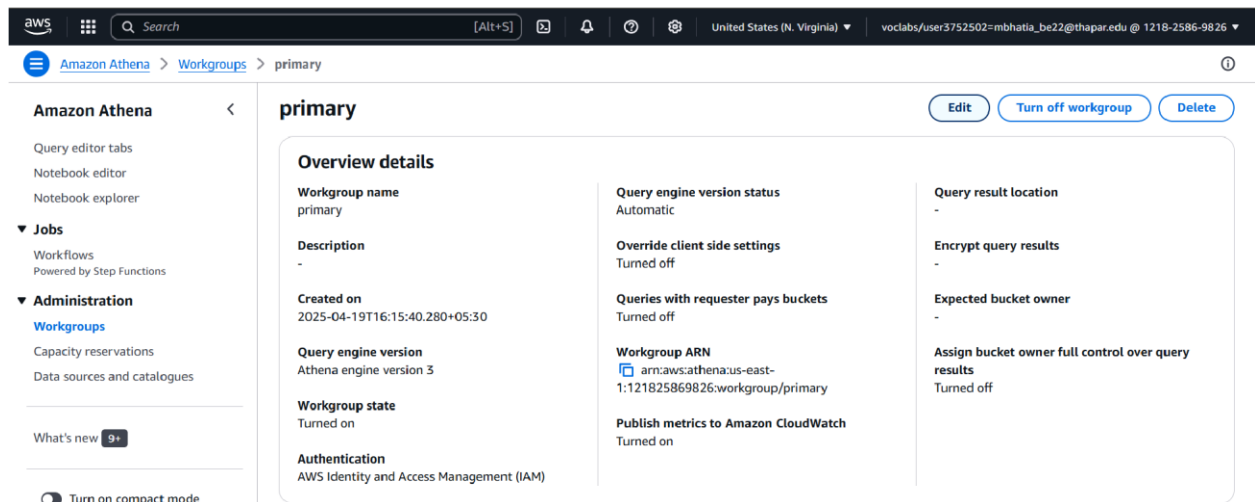 aws
Search [Alt+S] United States (N. Virginia) ▼ voclabs/user3752502=mbhatia_be22@thapar.edu @ 1218-2586-9826 ▼
Amazon Athena > Workgroups > primary
Amazon Athena
Query editor tabs
Notebook editor
Notebook explorer
Jobs
Workflows
Powered by Step Functions
Administration
Workgroups
Capacity reservations
Data sources and catalogues
What's new 9+
Turn on compact mode
primary
Edit
Turn off workgroup
Delete
Overview details
Workgroup name
primary
Description
-
Created on
2025-04-19T16:15:40.280+05:30
Query engine version
Athena engine version 3
Workgroup state
Turned on
Authentication
AWS Identity and Access Management (IAM)
Query engine version status
Automatic
Override client side settings
Turned off
Queries with requester pays buckets
Turned off
Workgroup ARN
arn:aws:athena:us-east-
1:121825869826:workgroup/primary
Publish metrics to Amazon CloudWatch
Turned on
Query result location
-
Encrypt query results
-
Expected bucket owner
-
Assign bucket owner full control over query
results
Turned off